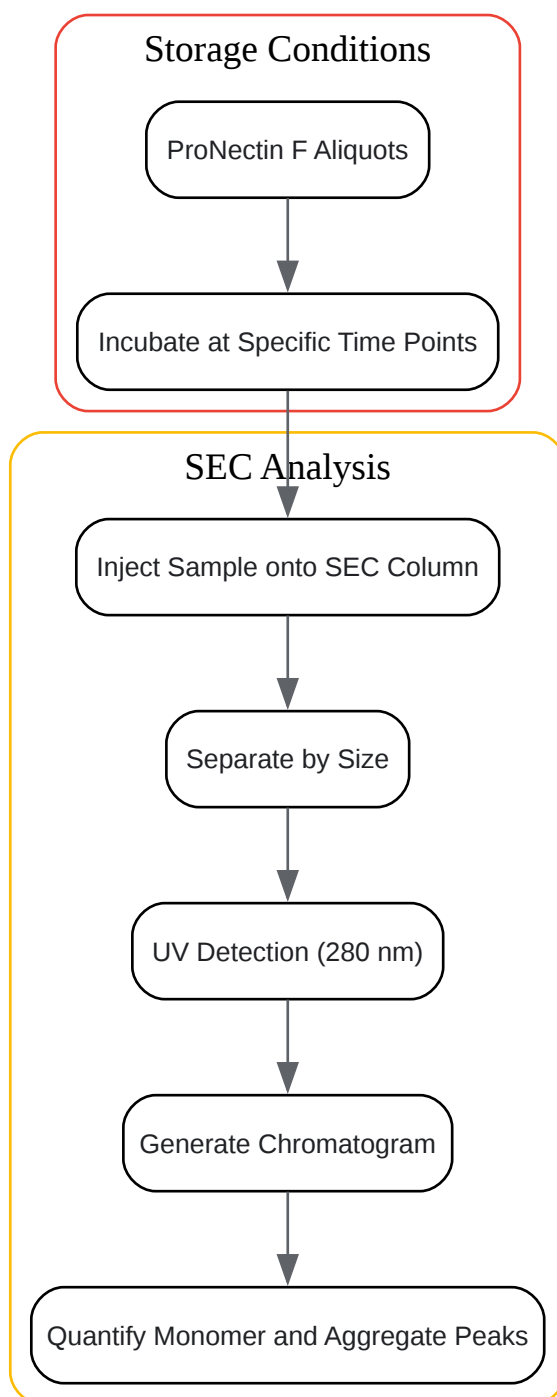 Storage Conditions
ProNectin F Aliquots
Incubate at Specific Time Points
SEC Analysis
Inject Sample onto SEC Column
Separate by Size
UV Detection (280 nm)
Generate Chromatogram
Quantify Monomer and Aggregate Peaks